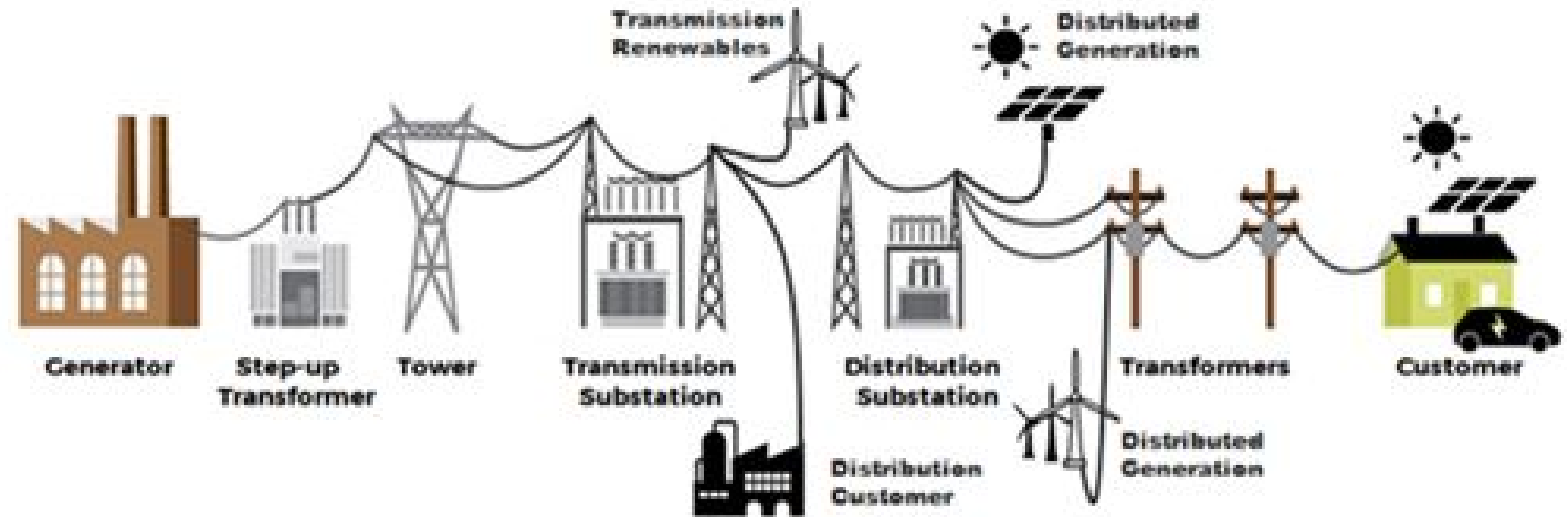 Transmission
Renewables
Distributed
Generation
Generator
Step-up
Transformer
Tower
Transmission
Substation
Distribution
Substation
Transformers
Customer
Distribution
Customer
Distributed
Generation